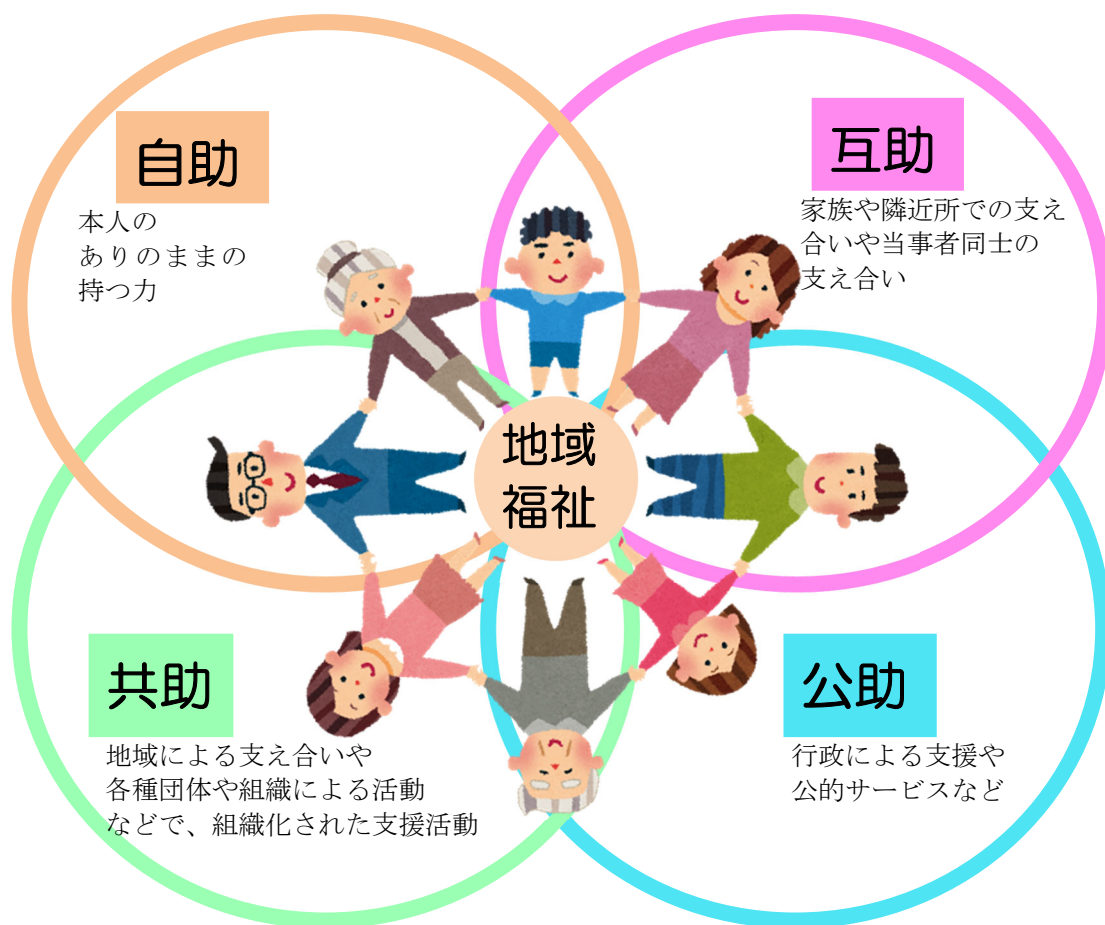 自助
本人の
ありのままの
持つ力
互助
家族や隣近所での支え
合いや当事者同士の
支え合い
地域
福祉
共助
地域による支え合いや
各種団体や組織による活動
などで、組織化された支援活動
公助
行政による支援や
公的サービスなど